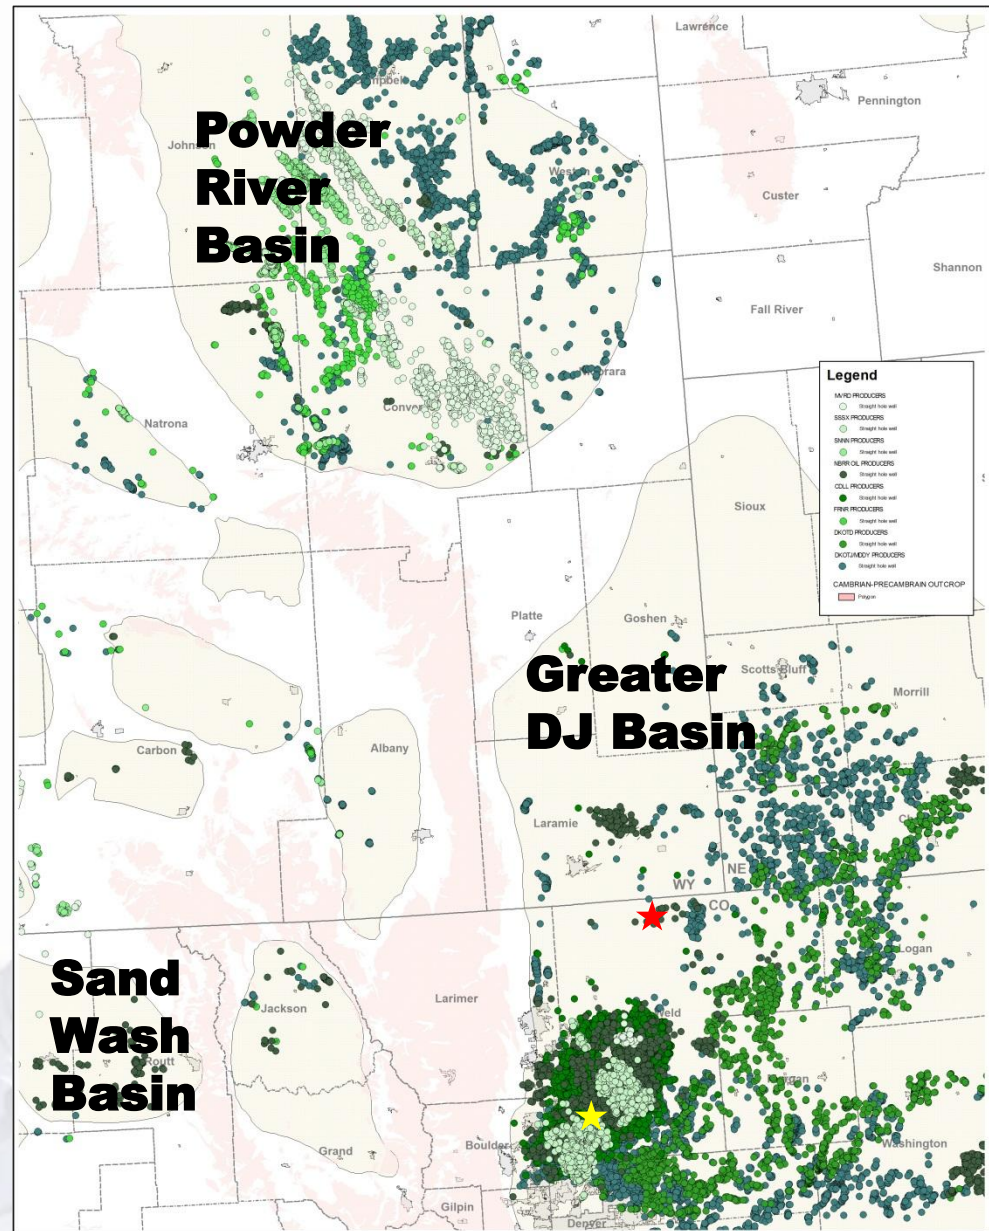 Lawrence
Campbell
Pennington
Powder
River
Basin
Johnson
Weston
Custer
Shannon
Fall River
Legend
MVRD PRODUCERS
Straight hole well
SSSX PRODUCERS
Straight hole well
SNNN PRODUCERS
Straight hole well
NBRR OIL PRODUCERS
Straight hole well
CDLL PRODUCERS
Straight hole well
FRNR PRODUCERS
Straight hole well
DKOTD PRODUCERS
Straight hole well
DKOTJ/MDDY PRODUCERS
Straight hole well
CAMBRIAN-PRECAMBRAIN OUTCROP
Polygon
Natrona
Sioux
Platte
Goshen
Greater
DJ Basin
Scotts Bluff
Morrill
Carbon
Albany
Laramie
NE
WY
CO
Logan
Sand
Wash
Basin
Jackson
Larimer
Routt
Boulder
Washington
Grand
Gilpin
Denver